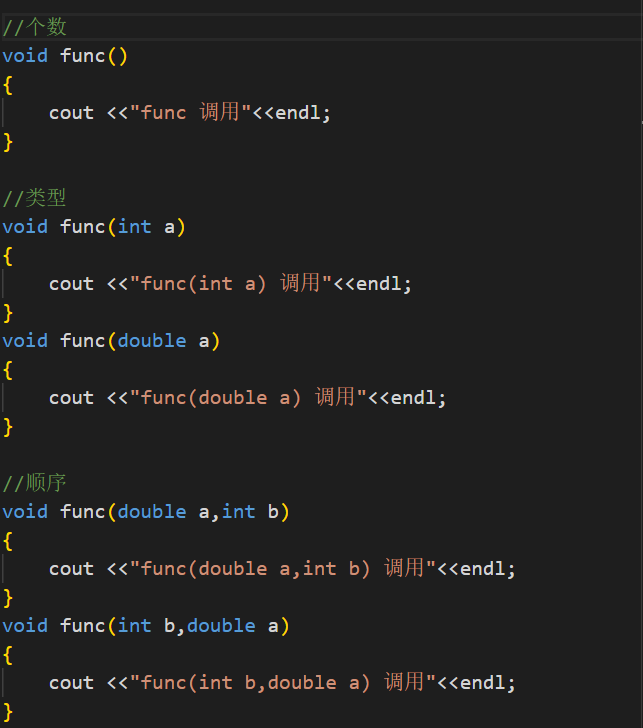 //个数
void func()
{
    cout <<"func 调用"<<endl;
}
//类型
void func(int a)
{
    cout <<"func(int a) 调用"<<endl;
}
void func(double a)
{
    cout <<"func(double a) 调用"<<endl;
}
//顺序
void func(double a,int b)
{
    cout <<"func(double a,int b) 调用"<<endl;
}
void func(int b,double a)
{
    cout <<"func(int b,double a) 调用"<<endl;
}